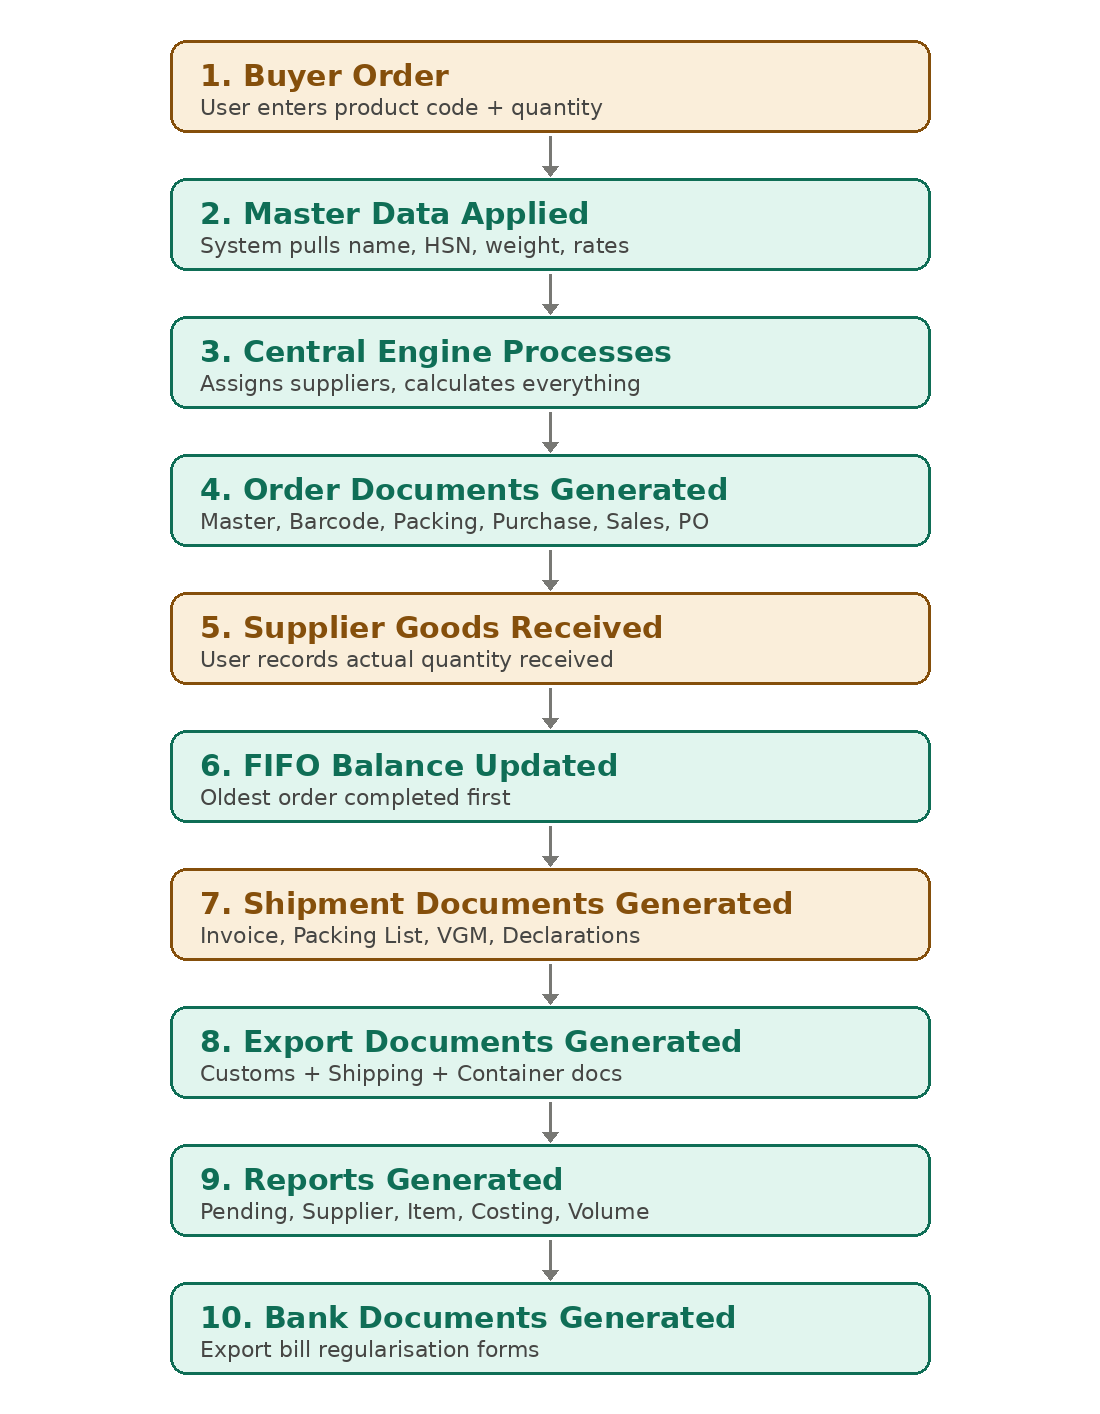 1. Buyer Order
User enters product code + quantity
2. Master Data Applied
System pulls name, HSN, weight, rates
3. Central Engine Processes
Assigns suppliers, calculates everything
4. Order Documents Generated
Master, Barcode, Packing, Purchase, Sales, PO
5. Supplier Goods Received
User records actual quantity received
6. FIFO Balance Updated
Oldest order completed first
7. Shipment Documents Generated
Invoice, Packing List, VGM, Declarations
8. Export Documents Generated
Customs + Shipping + Container docs
9. Reports Generated
Pending, Supplier, Item, Costing, Volume
10. Bank Documents Generated
Export bill regularisation forms